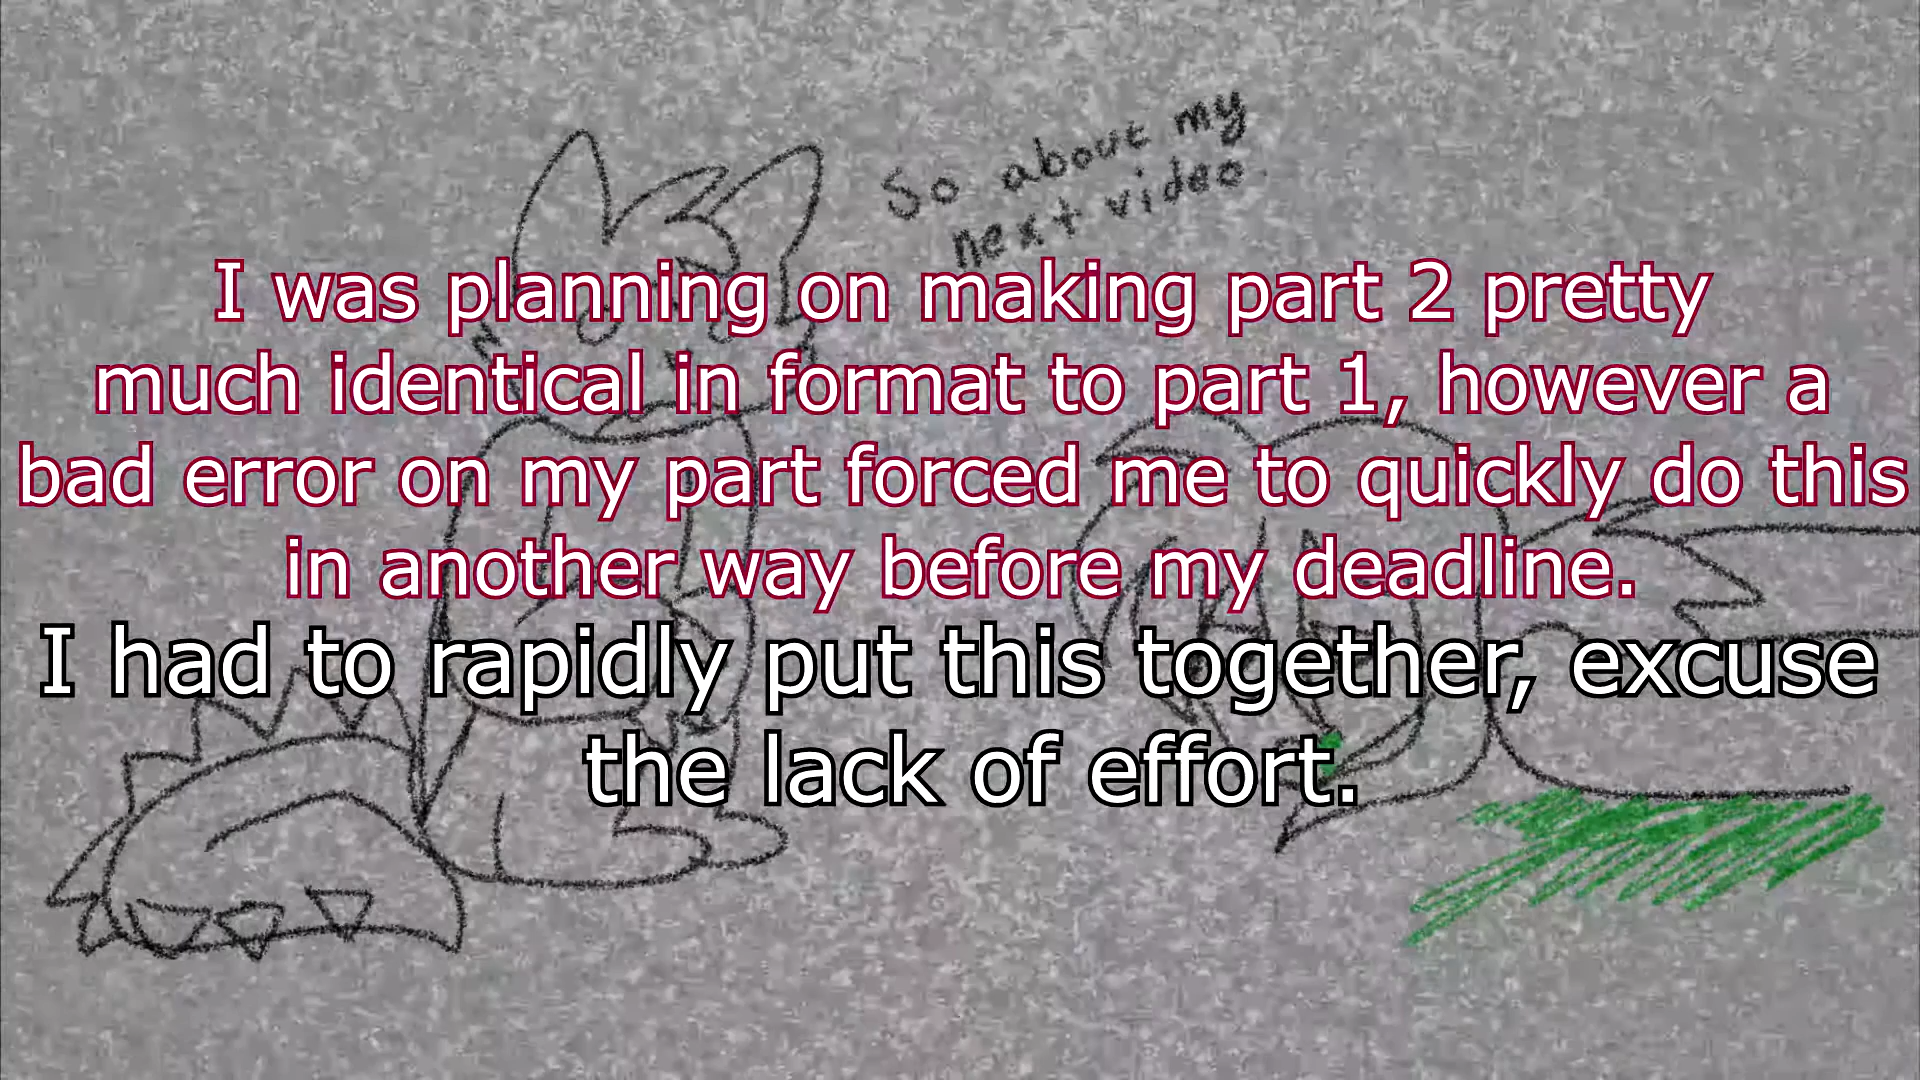 So about my
next video.
I was planning on making part 2 pretty
much identical in format to part 1, however a
bad error on my part forced me to quickly do this
in another way before my deadline.
I had to rapidly put this together, excuse
the lack of effort.